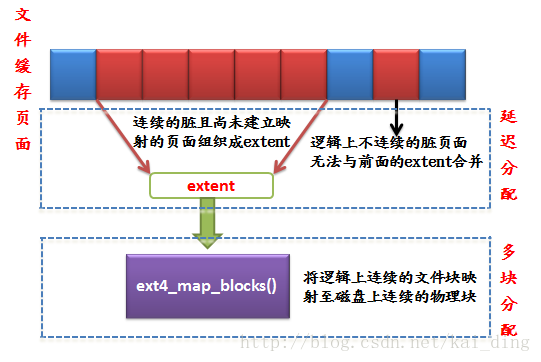 文件缓存页面
连续的脏且尚未建立映
射的页面组织成extent
逻辑上不连续的脏页面
无法与前面的extent合并
延迟分配
extent
ext4_map_blocks()
将逻辑上连续的文件块映
射至磁盘上连续的物理块
多块分配
http://blog.csdn.net/kai_ding